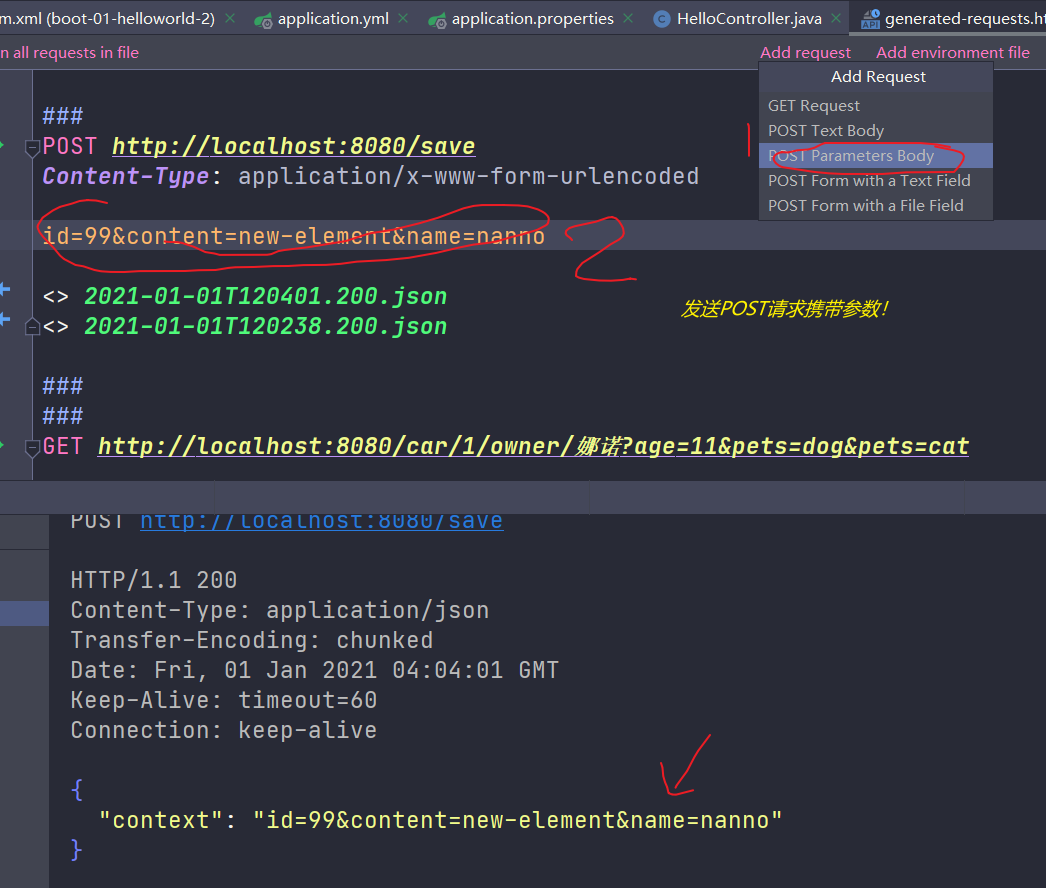 m.xml (boot-01-helloworld-2) application.yml application.properties HelloController.java generated-requests.ht
n all requests in file Add request Add environment file
Add Request
GET Request
POST Text Body
POST Parameters Body
POST Form with a Text Field
POST Form with a File Field
###
POST http://localhost:8080/save
Content-Type: application/x-www-form-urlencoded
1
id=99&content=new-element&name=nanno
2
<> 2021-01-01T120401.200.json
<> 2021-01-01T120238.200.json
发送POST请求携带参数!
###
###
GET http://localhost:8080/car/1/owner/娜诺?age=11&pets=dog&pets=cat
POST http://localhost:8080/save
HTTP/1.1 200
Content-Type: application/json
Transfer-Encoding: chunked
Date: Fri, 01 Jan 2021 04:04:01 GMT
Keep-Alive: timeout=60
Connection: keep-alive
{
"context": "id=99&content=new-element&name=nanno"
}